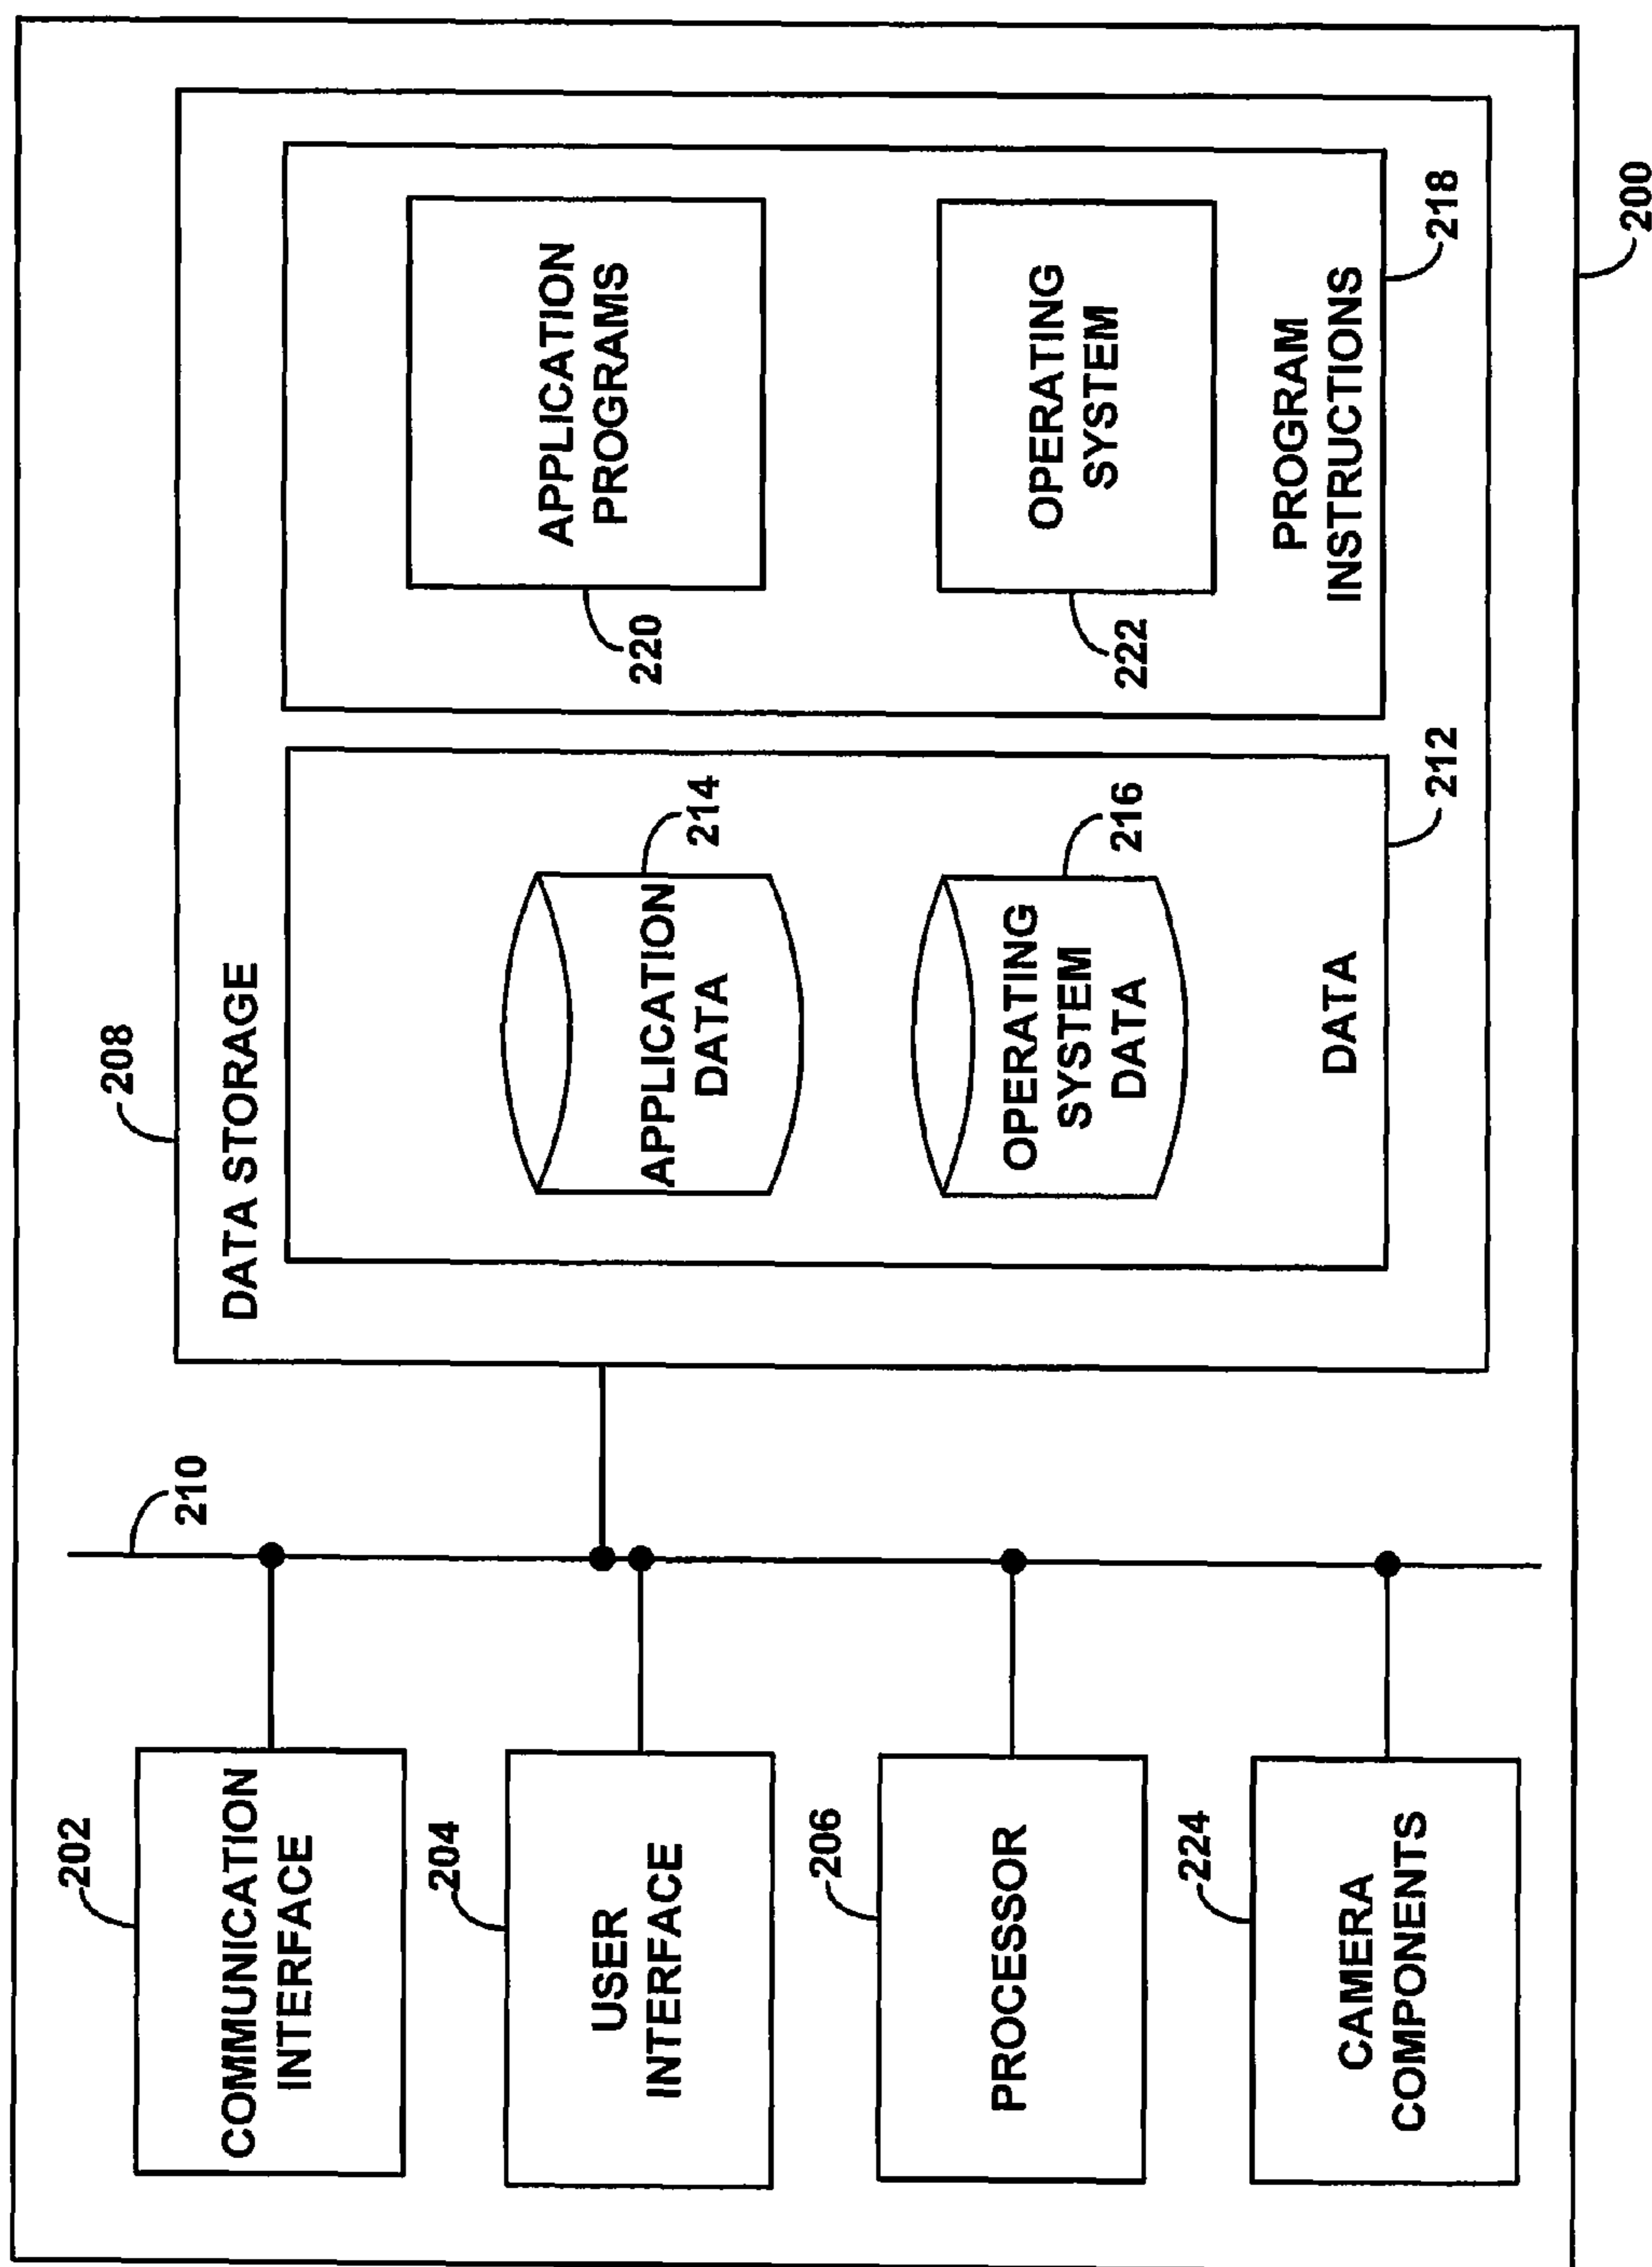 202
COMMUNICATION
INTERFACE
204
USER
INTERFACE
206
PROCESSOR
224
CAMERA
COMPONENTS
210
208
DATA STORAGE
APPLICATION
DATA
214
OPERATING
SYSTEM
DATA
216
DATA
212
APPLICATION
PROGRAMS
220
OPERATING
SYSTEM
222
PROGRAM
INSTRUCTIONS
218
200